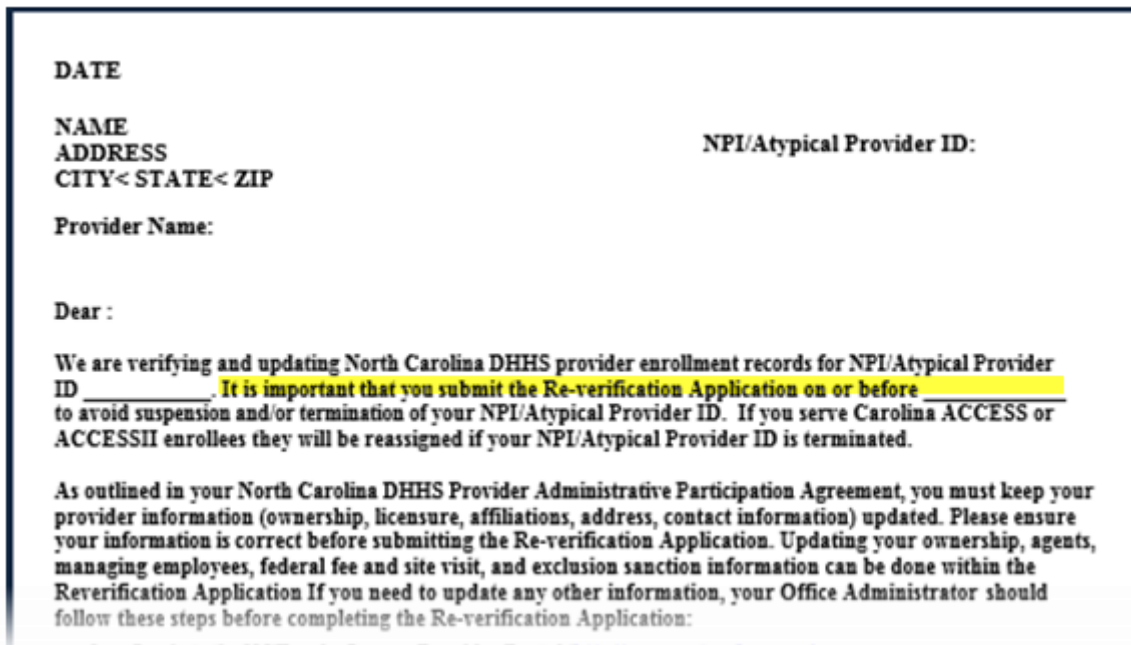 DATE
NAME
ADDRESS
CITY< STATE< ZIP
NPI/Atypical Provider ID:
Provider Name:
Dear :
We are verifying and updating North Carolina DHHS provider enrollment records for NPI/Atypical Provider
ID ____________. It is important that you submit the Re-verification Application on or before _____________
to avoid suspension and/or termination of your NPI/Atypical Provider ID. If you serve Carolina ACCESS or
ACCESSII enrollees they will be reassigned if your NPI/Atypical Provider ID is terminated.
As outlined in your North Carolina DHHS Provider Administrative Participation Agreement, you must keep your
provider information (ownership, licensure, affiliations, address, contact information) updated. Please ensure
your information is correct before submitting the Re-verification Application. Updating your ownership, agents,
managing employees, federal fee and site visit, and exclusion sanction information can be done within the
Reverification Application If you need to update any other information, your Office Administrator should
follow these steps before completing the Re-verification Application: